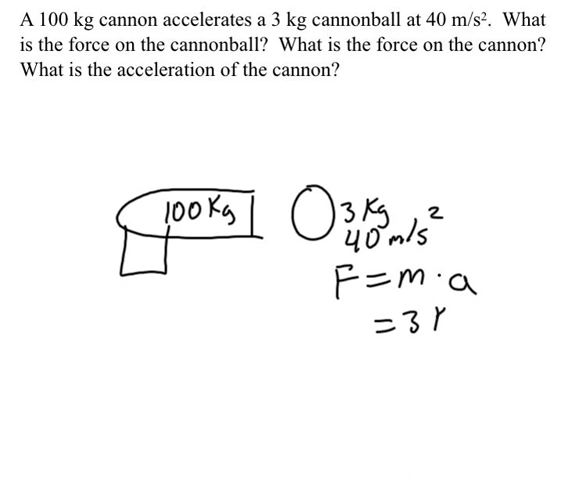 A 100 kg cannon accelerates a 3 kg cannonball at 40 m/s². What
is the force on the cannonball? What is the force on the cannon?
What is the acceleration of the cannon?
100 Kg
3 Kg
40 m/s²
F = m · a
= 3